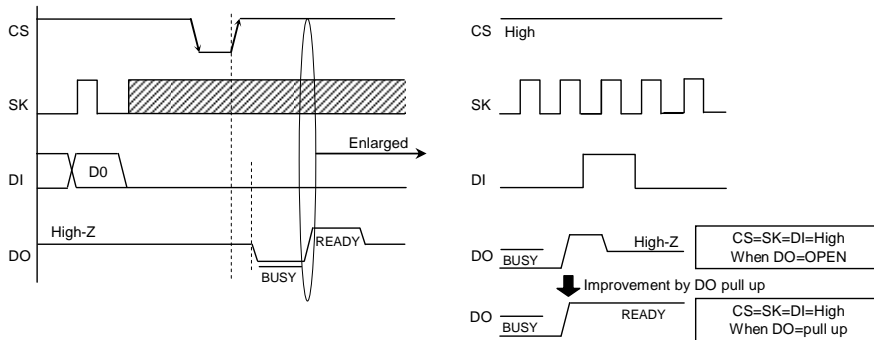 CS
SK
DI
D0
DO
High-Z
BUSY
READY
Enlarged
CS High
SK
DI
DO
BUSY
High-Z
CS=SK=DI=High
When DO=OPEN
Improvement by DO pull up
DO
BUSY
READY
CS=SK=DI=High
When DO=pull up